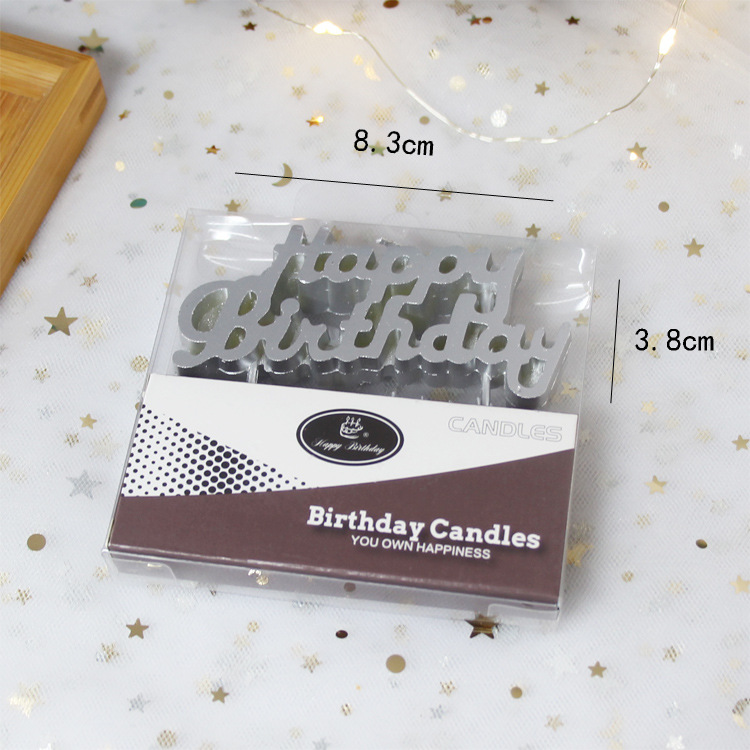 8.3cm
Happy
Birthday
3.8cm
CANDLES
®
Happy Birthday
Birthday Candles
YOU OWN HAPPINESS